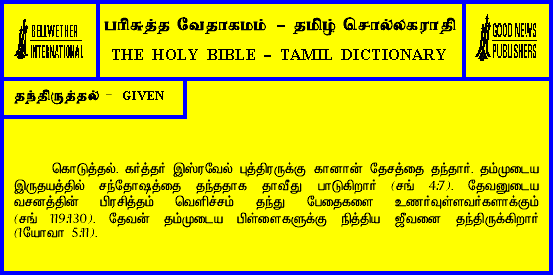 BELLWETHER
INTERNATIONAL
பரிசுத்த வேதாகமம் - தமிழ் சொல்லகராதி
THE HOLY BIBLE - TAMIL DICTIONARY
GOOD NEWS
PUBLISHERS
தந்திருத்தல் - GIVEN
கொடுத்தல். கர்த்தர் இஸ்ரவேல் புத்திரருக்கு கானான் தேசத்தை தந்தார். தம்முடைய
இருதயத்தில் சந்தோஷத்தை தந்ததாக தாவீது பாடுகிறார் (சங் 4:7). தேவனுடைய
வசனத்தின் பிரசித்தம் வெளிச்சம் தந்து பேதைகளை உணர்வுள்ளவர்களாக்கும்
(சங் 119:130). தேவன் தம்முடைய பிள்ளைகளுக்கு நித்திய ஜீவனை தந்திருக்கிறார்
(1யோவா 5:11).